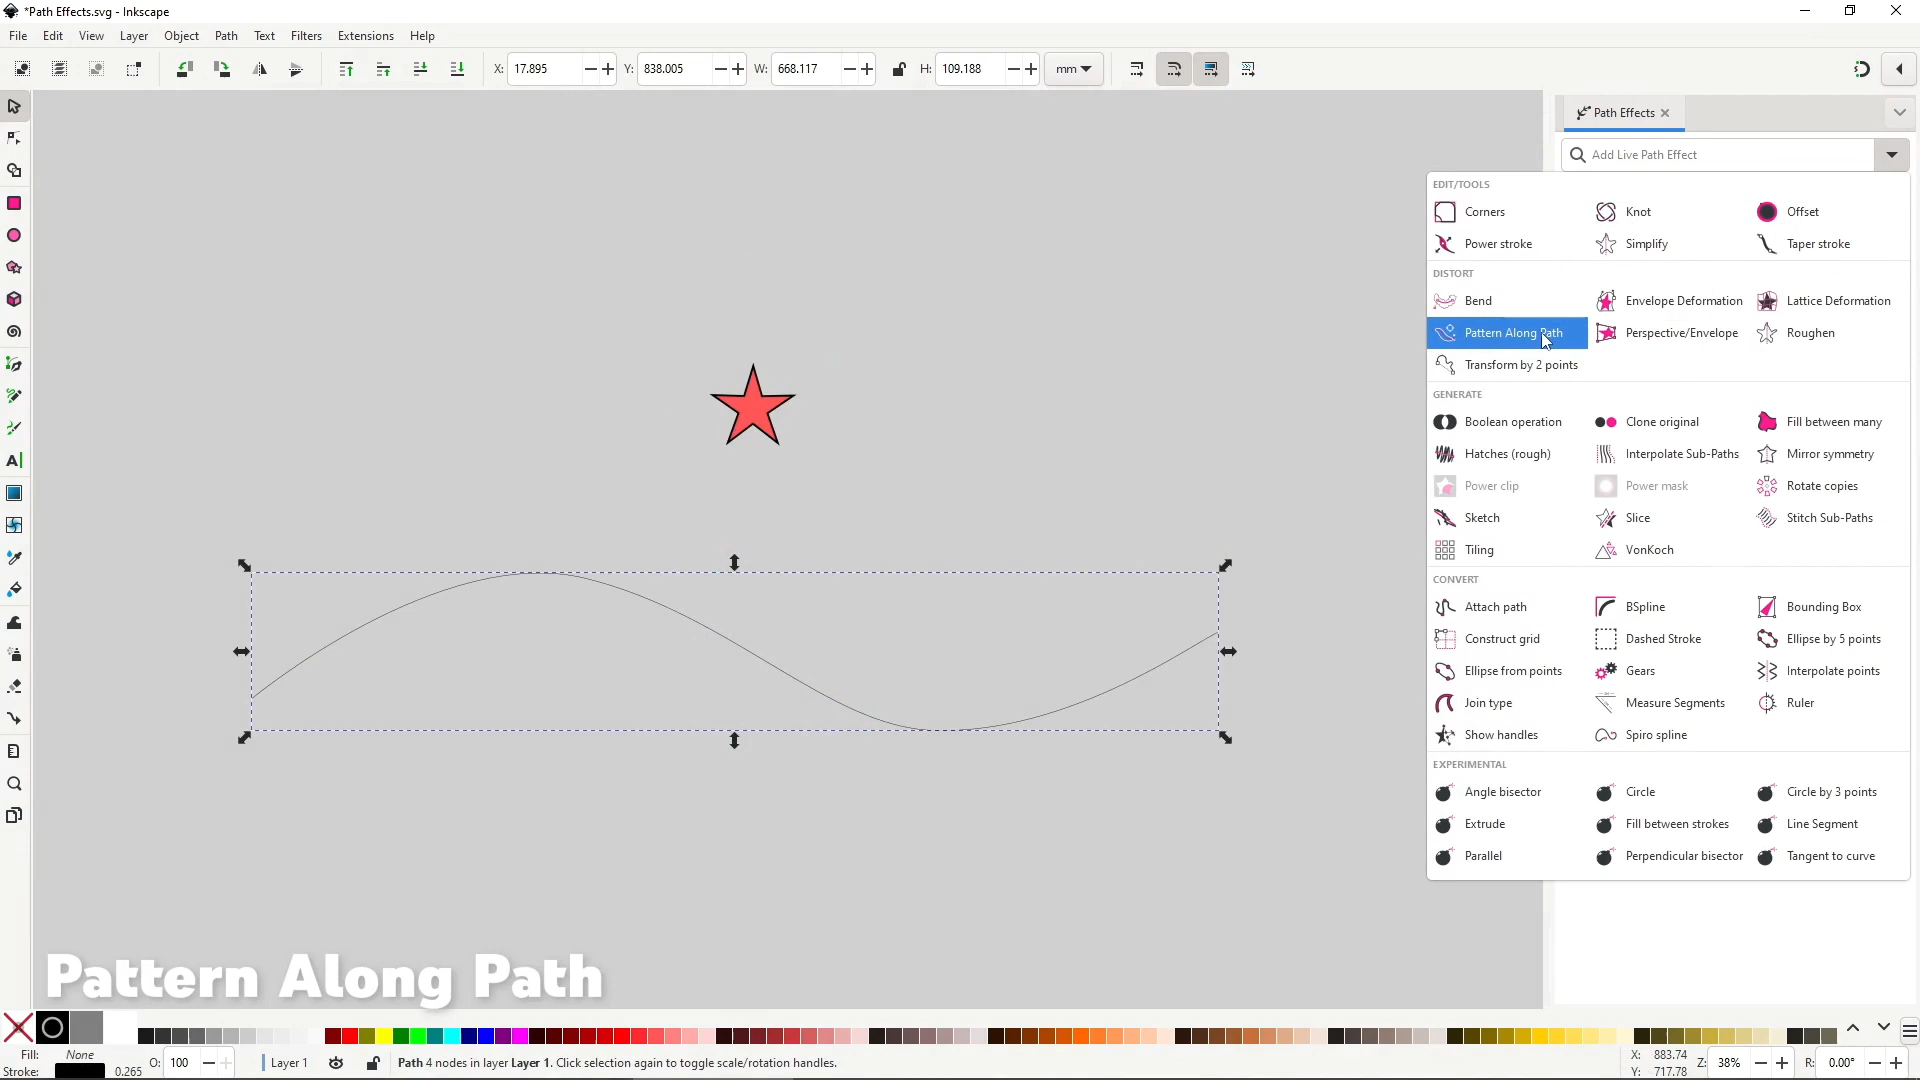 *Path Effects.svg - Inkscape
File Edit View Layer Object Path Text Filters Extensions Help
X: 17.895 Y: 838.005 W: 668.117 H: 109.188 mm
Path Effects
Add Live Path Effect
EDIT/TOOLS
Corners Knot Offset
Power stroke Simplify Taper stroke
DISTORT
Bend Envelope Deformation Lattice Deformation
Pattern Along Path Perspective/Envelope Roughen
Transform by 2 points
GENERATE
Boolean operation Clone original Fill between many
Hatches (rough) Interpolate Sub-Paths Mirror symmetry
Power clip Power mask Rotate copies
Sketch Slice Stitch Sub-Paths
Tiling VonKoch
CONVERT
Attach path BSpline Bounding Box
Construct grid Dashed Stroke Ellipse by 5 points
Ellipse from points Gears Interpolate points
Join type Measure Segments Ruler
Show handles Spiro spline
EXPERIMENTAL
Angle bisector Circle Circle by 3 points
Extrude Fill between strokes Line Segment
Parallel Perpendicular bisector Tangent to curve
Pattern Along Path
Fill: None O: 100 Layer 1 Path 4 nodes in layer Layer 1. Click selection again to toggle scale/rotation handles. X: 883.74 Z: 38% R: 0.00°
Stroke: 0.265 Y: 717.78